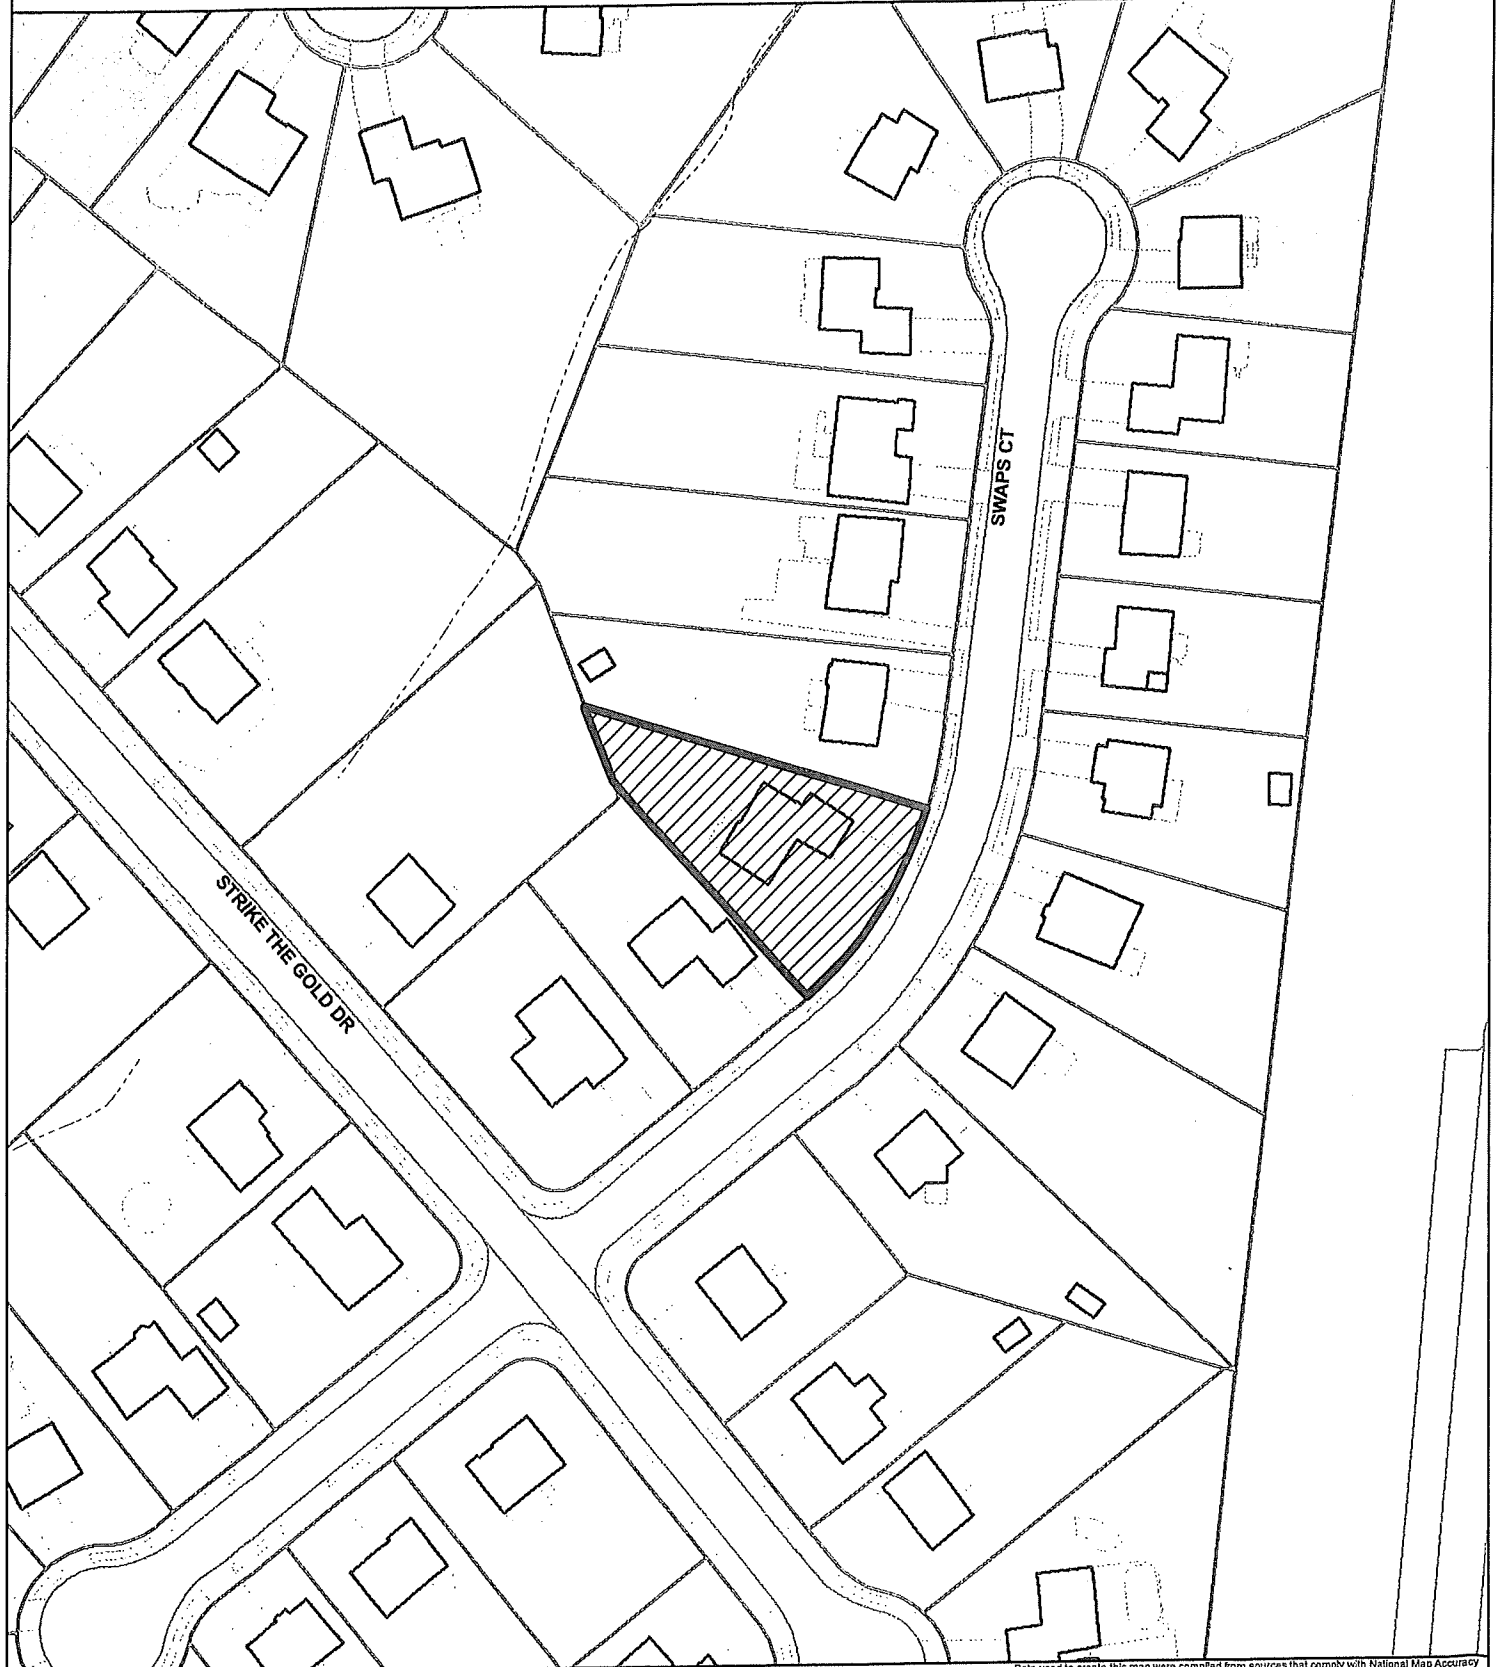 SWAPS CT
STRIKE THE GOLD DR
Data used to create this map were compiled from sources that comply with National Map Accuracy